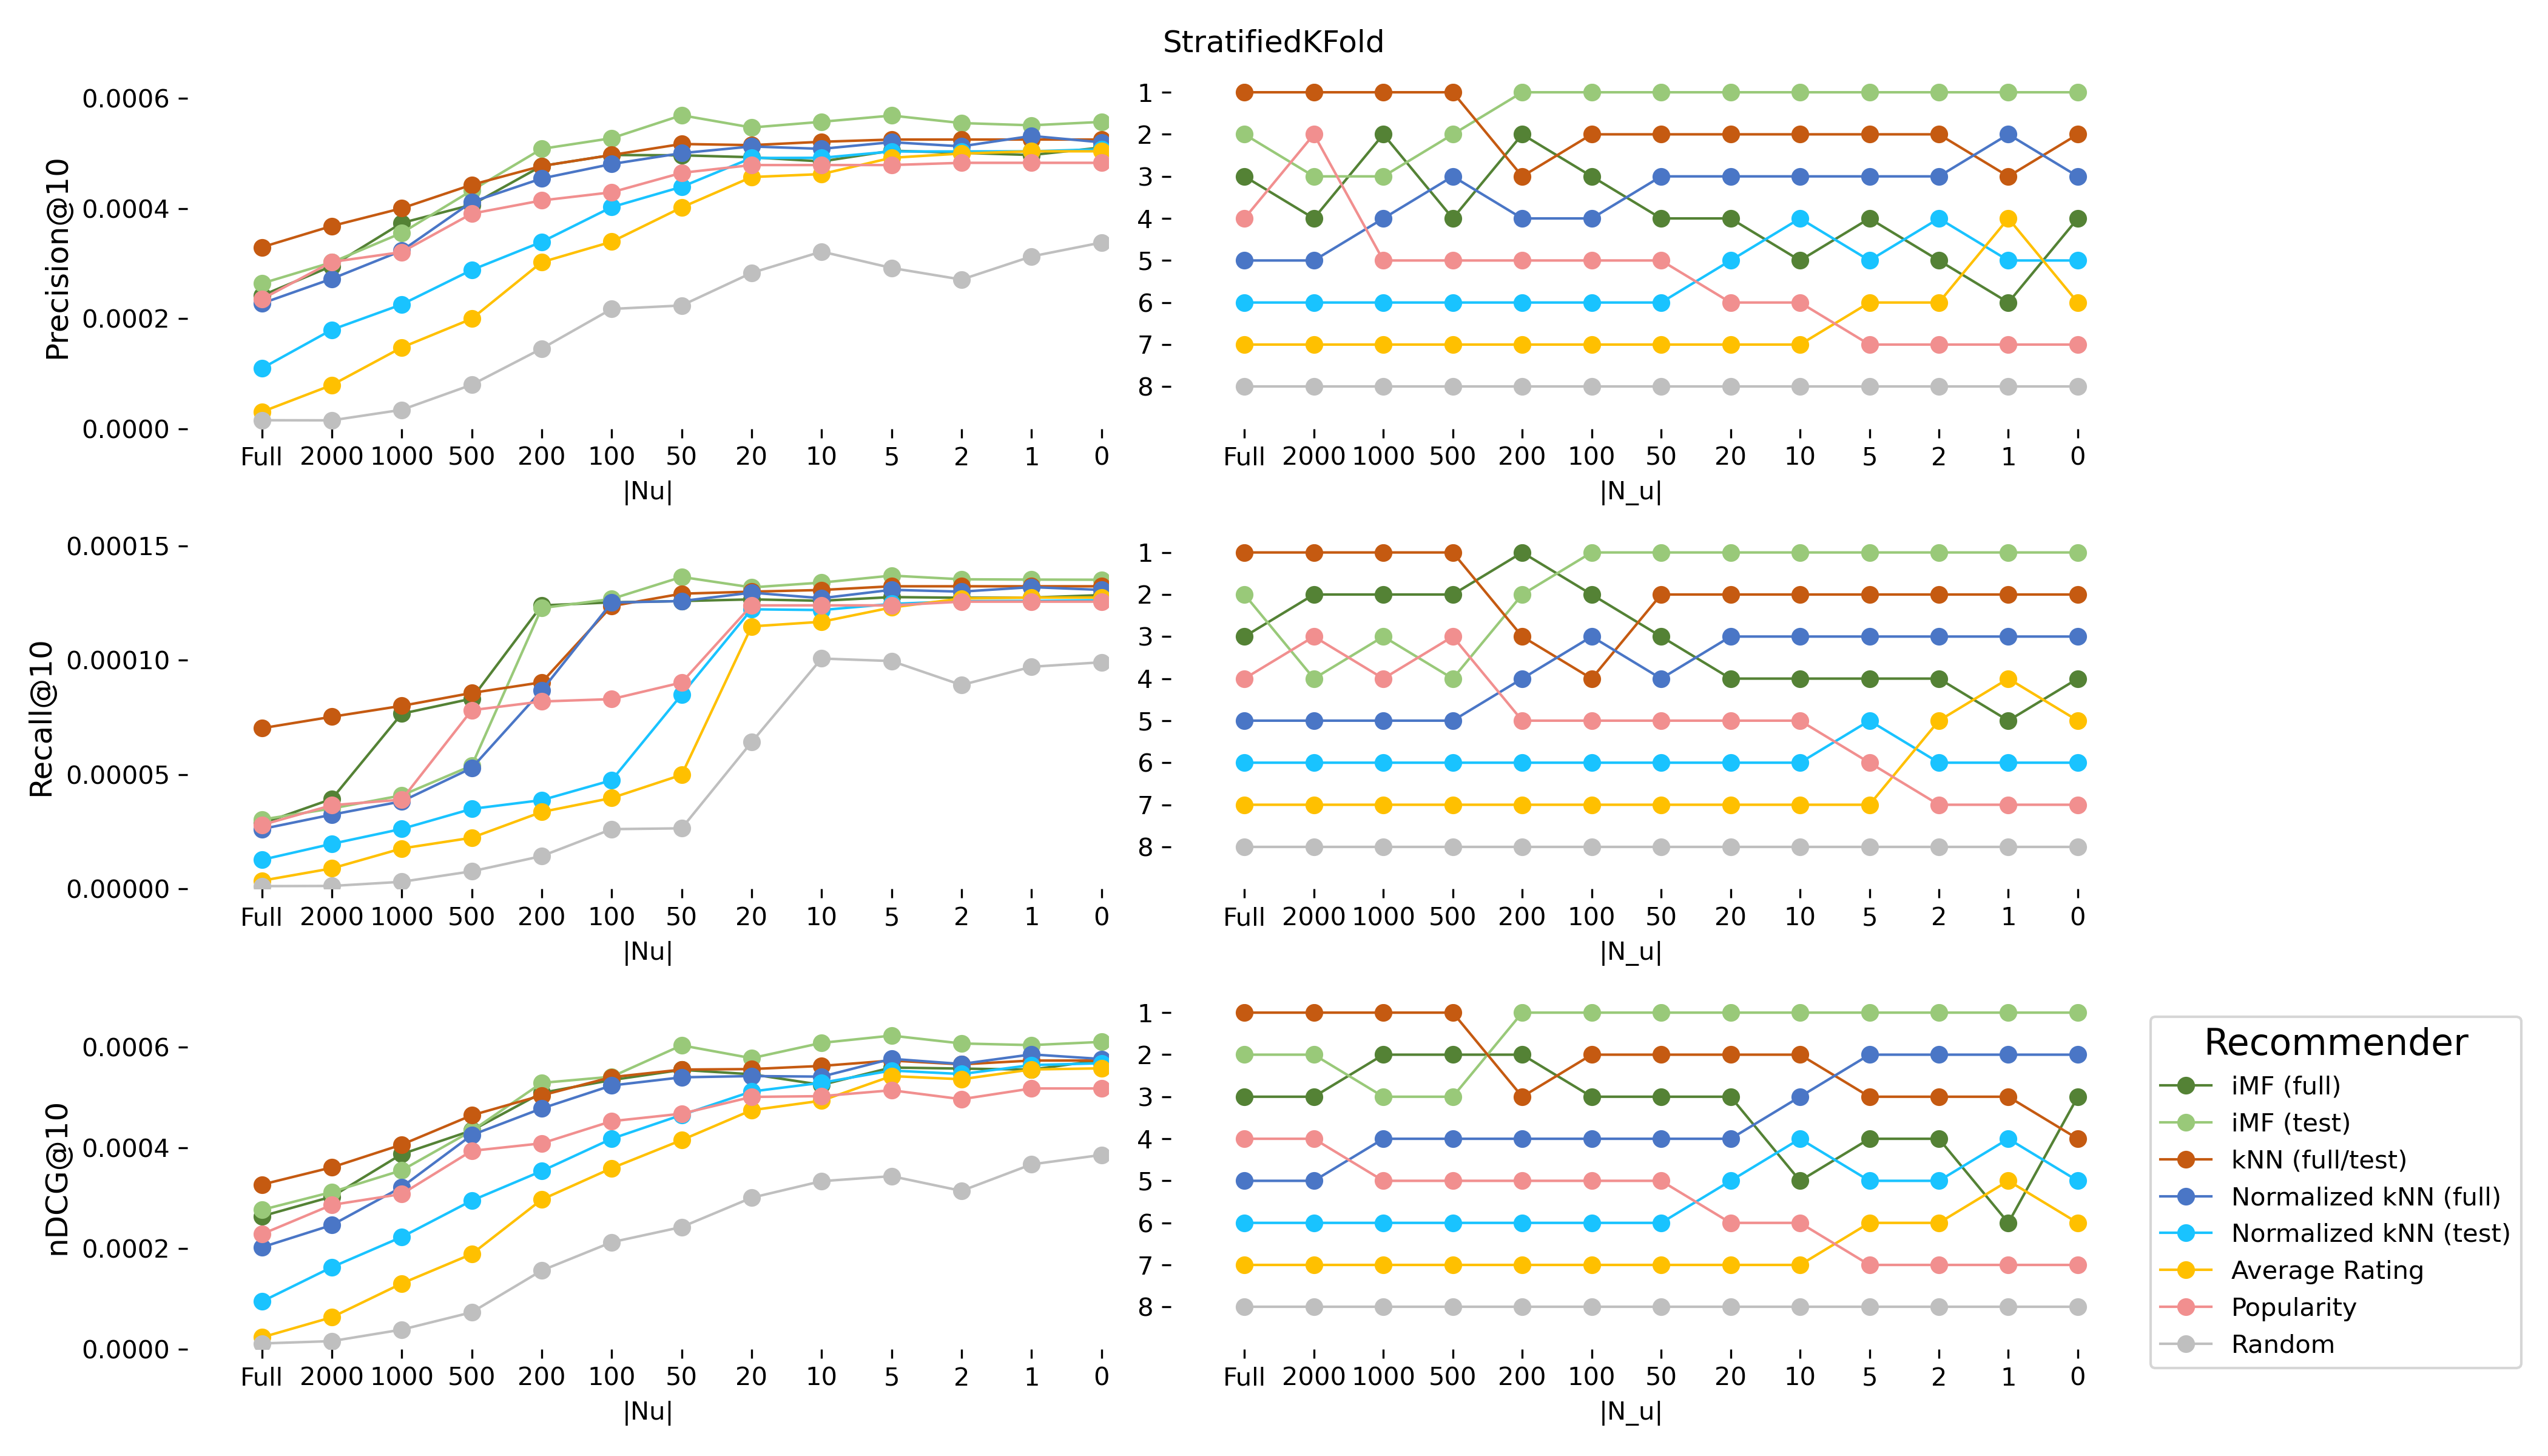 StratifiedKFold
Precision@10
0.0006
0.0004
0.0002
0.0000
Full 2000 1000 500 200 100 50 20 10 5 2 1 0
|Nu|
1
2
3
4
5
6
7
8
Full 2000 1000 500 200 100 50 20 10 5 2 1 0
|N_u|
Recall@10
0.00015
0.00010
0.00005
0.00000
Full 2000 1000 500 200 100 50 20 10 5 2 1 0
|Nu|
1
2
3
4
5
6
7
8
Full 2000 1000 500 200 100 50 20 10 5 2 1 0
|N_u|
nDCG@10
0.0006
0.0004
0.0002
0.0000
Full 2000 1000 500 200 100 50 20 10 5 2 1 0
|Nu|
1
2
3
4
5
6
7
8
Full 2000 1000 500 200 100 50 20 10 5 2 1 0
|N_u|
Recommender
iMF (full)
iMF (test)
kNN (full/test)
Normalized kNN (full)
Normalized kNN (test)
Average Rating
Popularity
Random